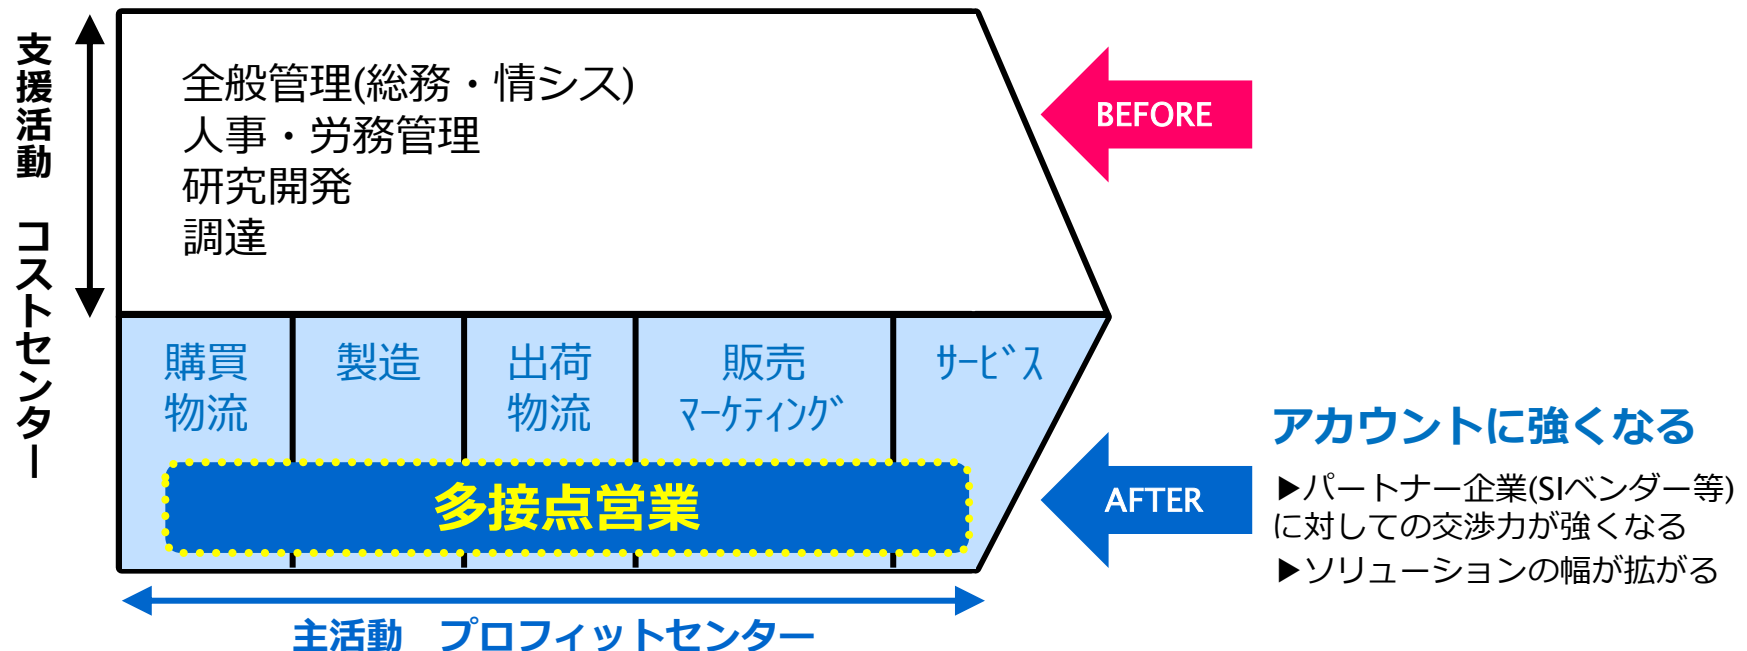 支援活動　コストセンター
全般管理(総務・情シス)
人事・労務管理
研究開発
調達
BEFORE
購買
物流
製造
出荷
物流
販売
ﾏｰｹﾃｨﾝｸﾞ
ｻｰﾋﾞｽ
多接点営業
主活動　プロフィットセンター
AFTER
アカウントに強くなる
▶パートナー企業(SIベンダー等)
に対しての交渉力が強くなる
▶ソリューションの幅が拡がる